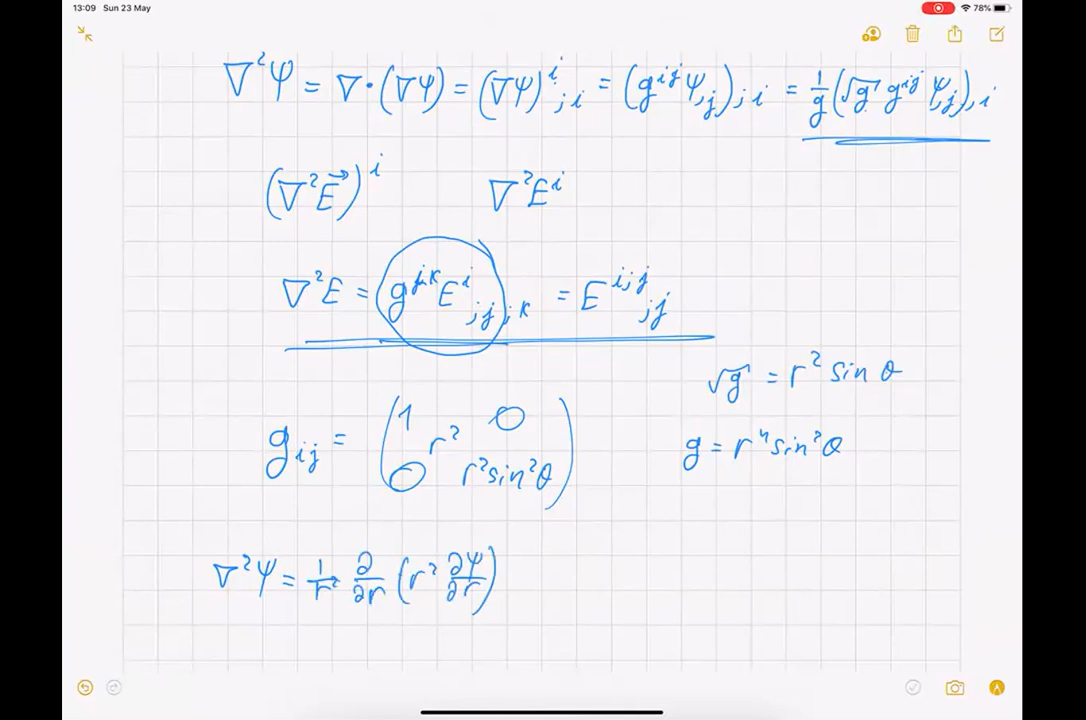 13:09 Sun 23 May 78%
∇²ψ = ∇·(∇ψ) = (∇ψ)^i_{;i} = (g^{ij}ψ_{,j})_{;i} = 1/g (√g g^{ij} ψ_{,j})_{,i}
(∇²E⃗)^i ∇²E^i
∇²E = g^{jk}E^i_{;j;k} = E^{i;j}_{;j}
√g = r² sin θ
g_{ij} = (1 0 r² 0 r²sin²θ) g = r⁴sin²θ
∇²ψ = 1/r² ∂/∂r (r² ∂ψ/∂r)